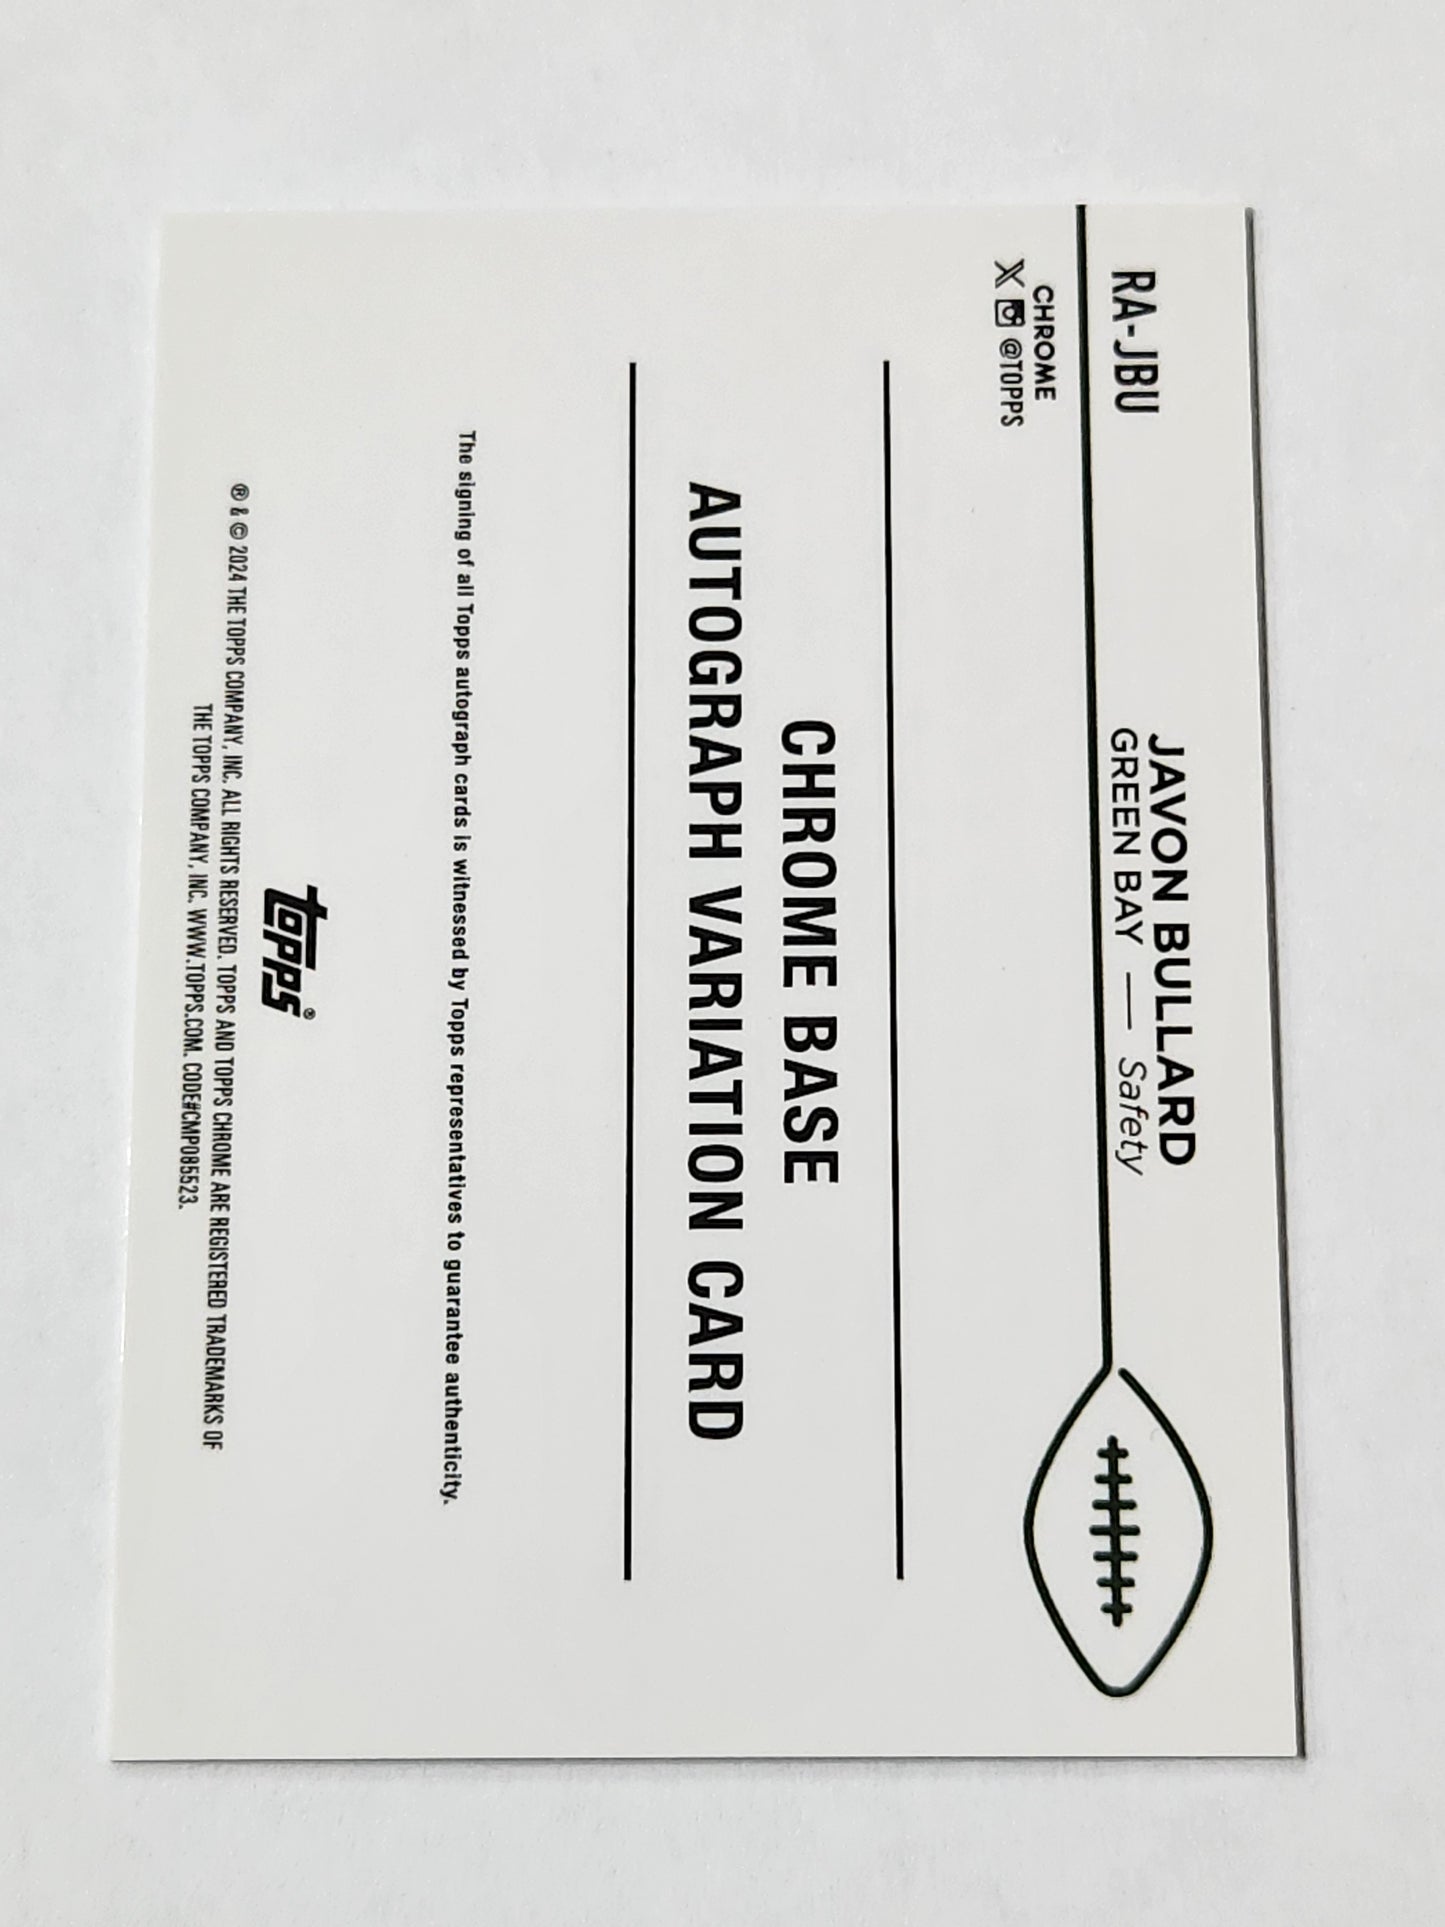 RA-JBU
JAVON BULLARD
GREEN BAY — Safety
CHROME
X @TOPPS
CHROME BASE
AUTOGRAPH VARIATION CARD
The signing of all Topps autograph cards is witnessed by Topps representatives to guarantee authenticity.
topps®
® & © 2024 THE TOPPS COMPANY, INC. ALL RIGHTS RESERVED. TOPPS AND TOPPS CHROME ARE REGISTERED TRADEMARKS OF
THE TOPPS COMPANY, INC. WWW.TOPPS.COM. CODE#CMP085523.